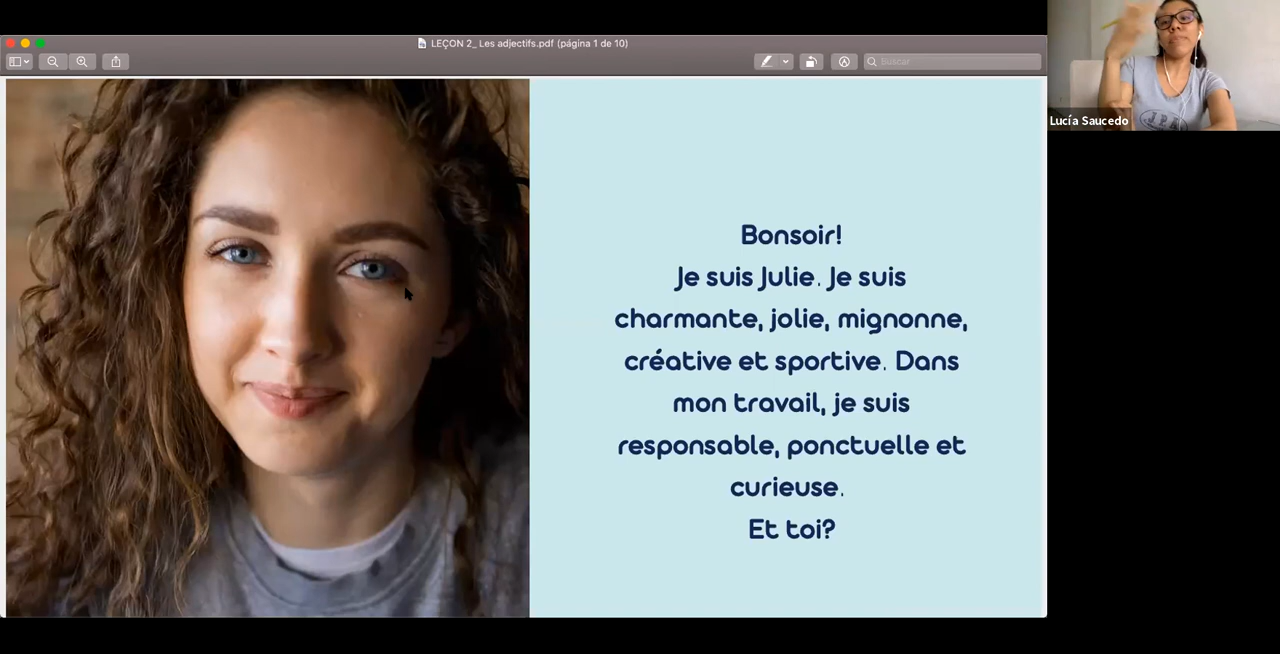 LEÇON 2_ Les adjectifs.pdf (página 1 de 10)
Buscar
Lucía Saucedo
Bonsoir!
Je suis Julie. Je suis
charmante, jolie, mignonne,
créative et sportive. Dans
mon travail, je suis
responsable, ponctuelle et
curieuse.
Et toi?